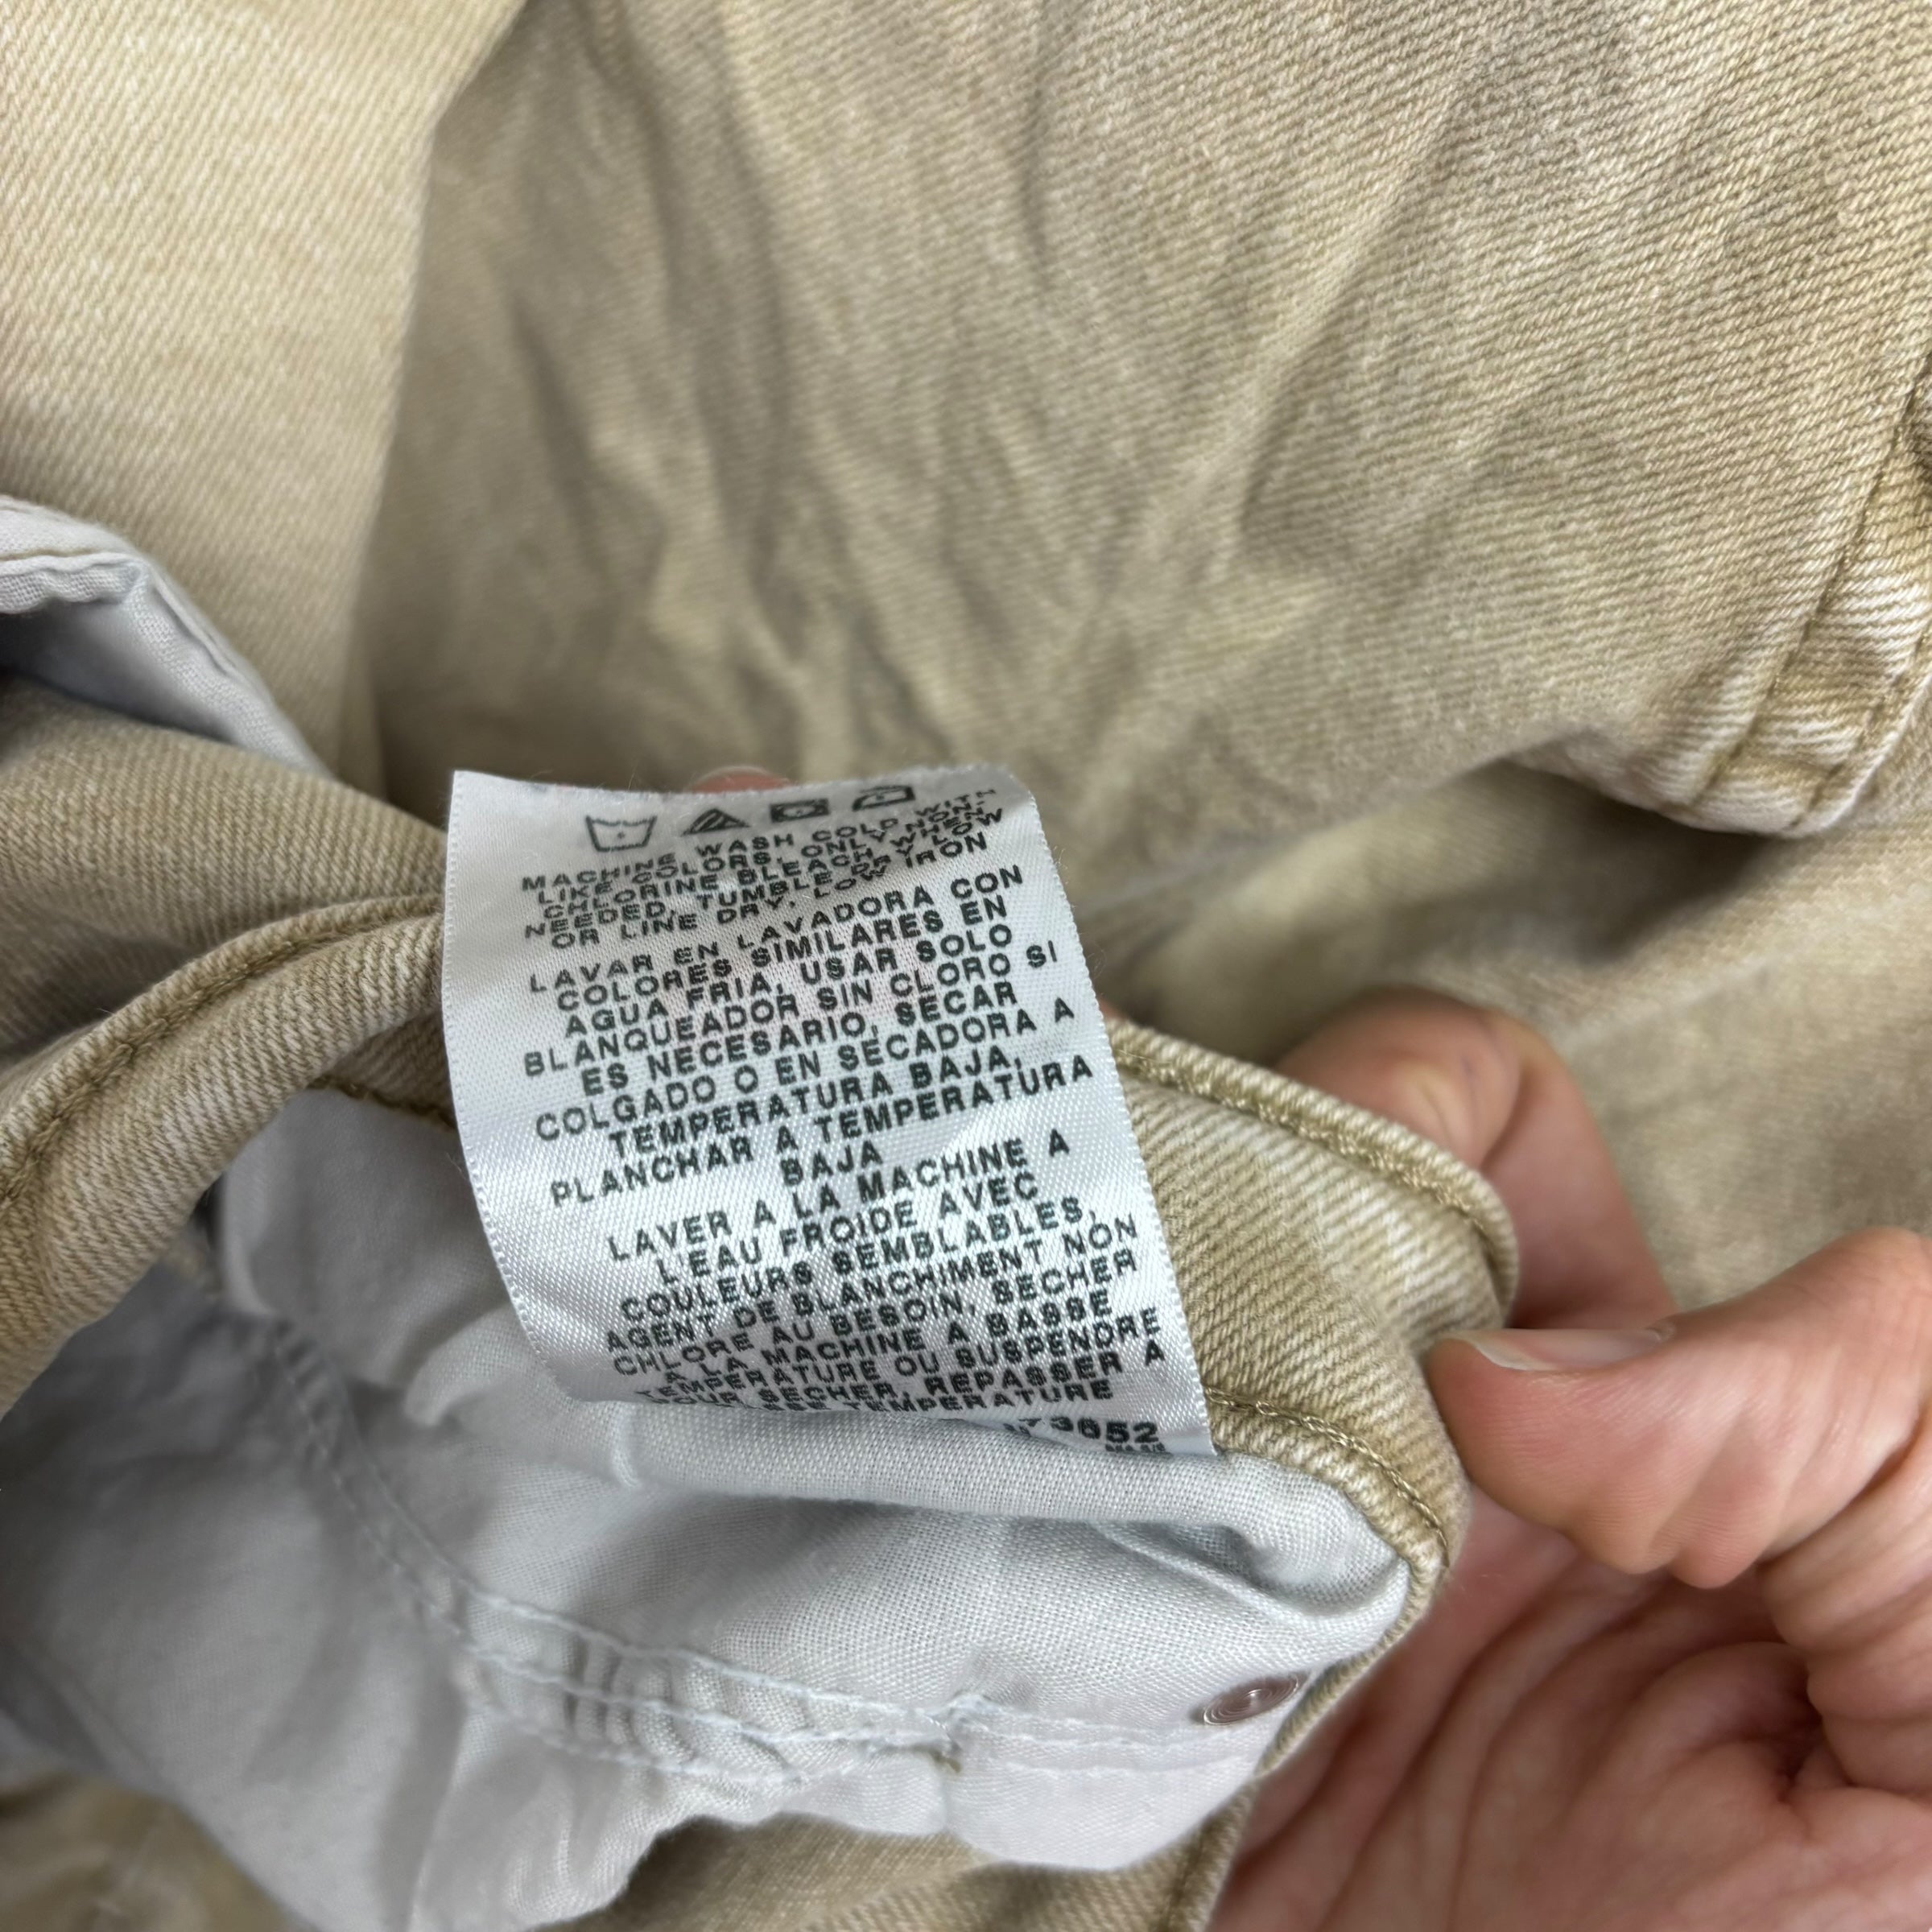 MACHINE WASH COLD WITH
LIKE COLORS, ONLY NON-
CHLORINE BLEACH WHEN
NEEDED, TUMBLE DRY LOW
OR LINE DRY, LOW IRON
LAVAR EN LAVADORA CON
COLORES SIMILARES EN
AGUA FRIA, USAR SOLO
BLANQUEADOR SIN CLORO SI
ES NECESARIO, SECAR
COLGADO O EN SECADORA A
TEMPERATURA BAJA,
PLANCHAR A TEMPERATURA
BAJA
LAVER A LA MACHINE A
L'EAU FROIDE AVEC
COULEURS SEMBLABLES,
AGENT DE BLANCHIMENT NON
CHLORE AU BESOIN, SECHER
A LA MACHINE A BASSE
TEMPERATURE OU SUSPENDRE
POUR SECHER, REPASSER A
BASSE TEMPERATURE
73652